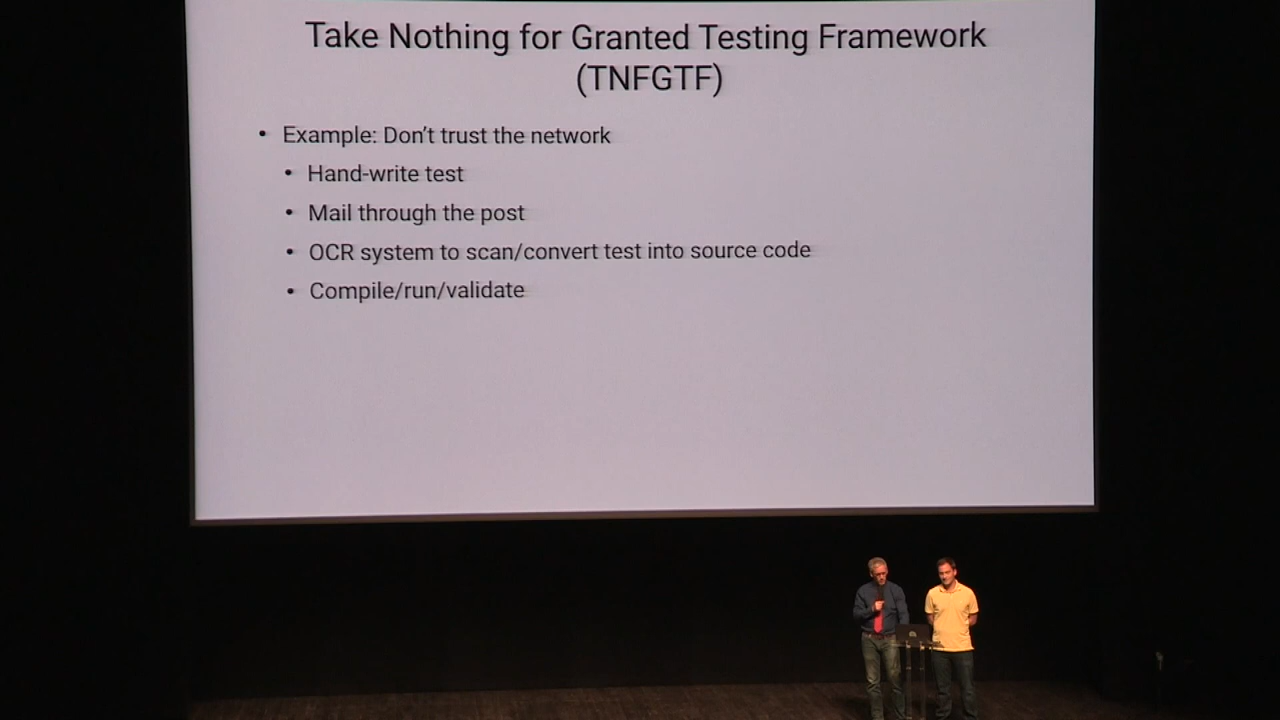 Take Nothing for Granted Testing Framework
(TNFGTF)
• Example: Don't trust the network
• Hand-write test
• Mail through the post
• OCR system to scan/convert test into source code
• Compile/run/validate